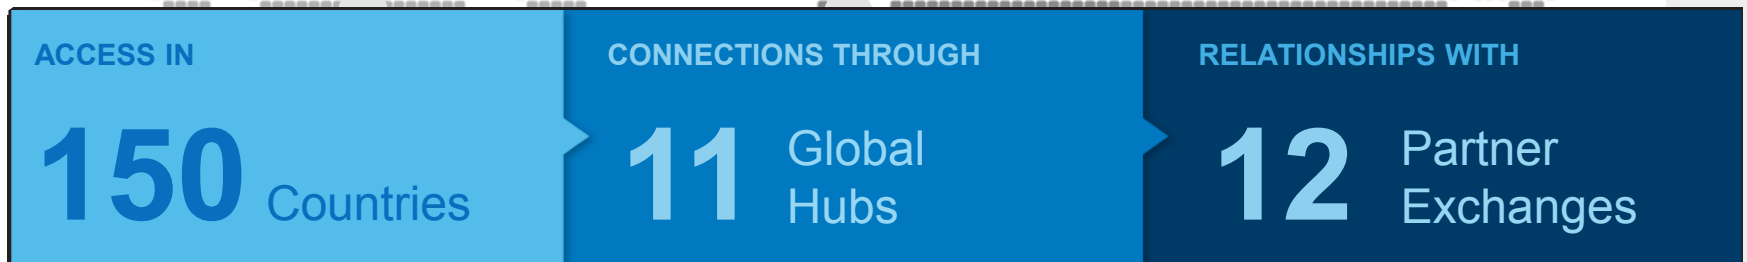 ACCESS IN
150 Countries
CONNECTIONS THROUGH
11 Global
Hubs
RELATIONSHIPS WITH
12 Partner
Exchanges